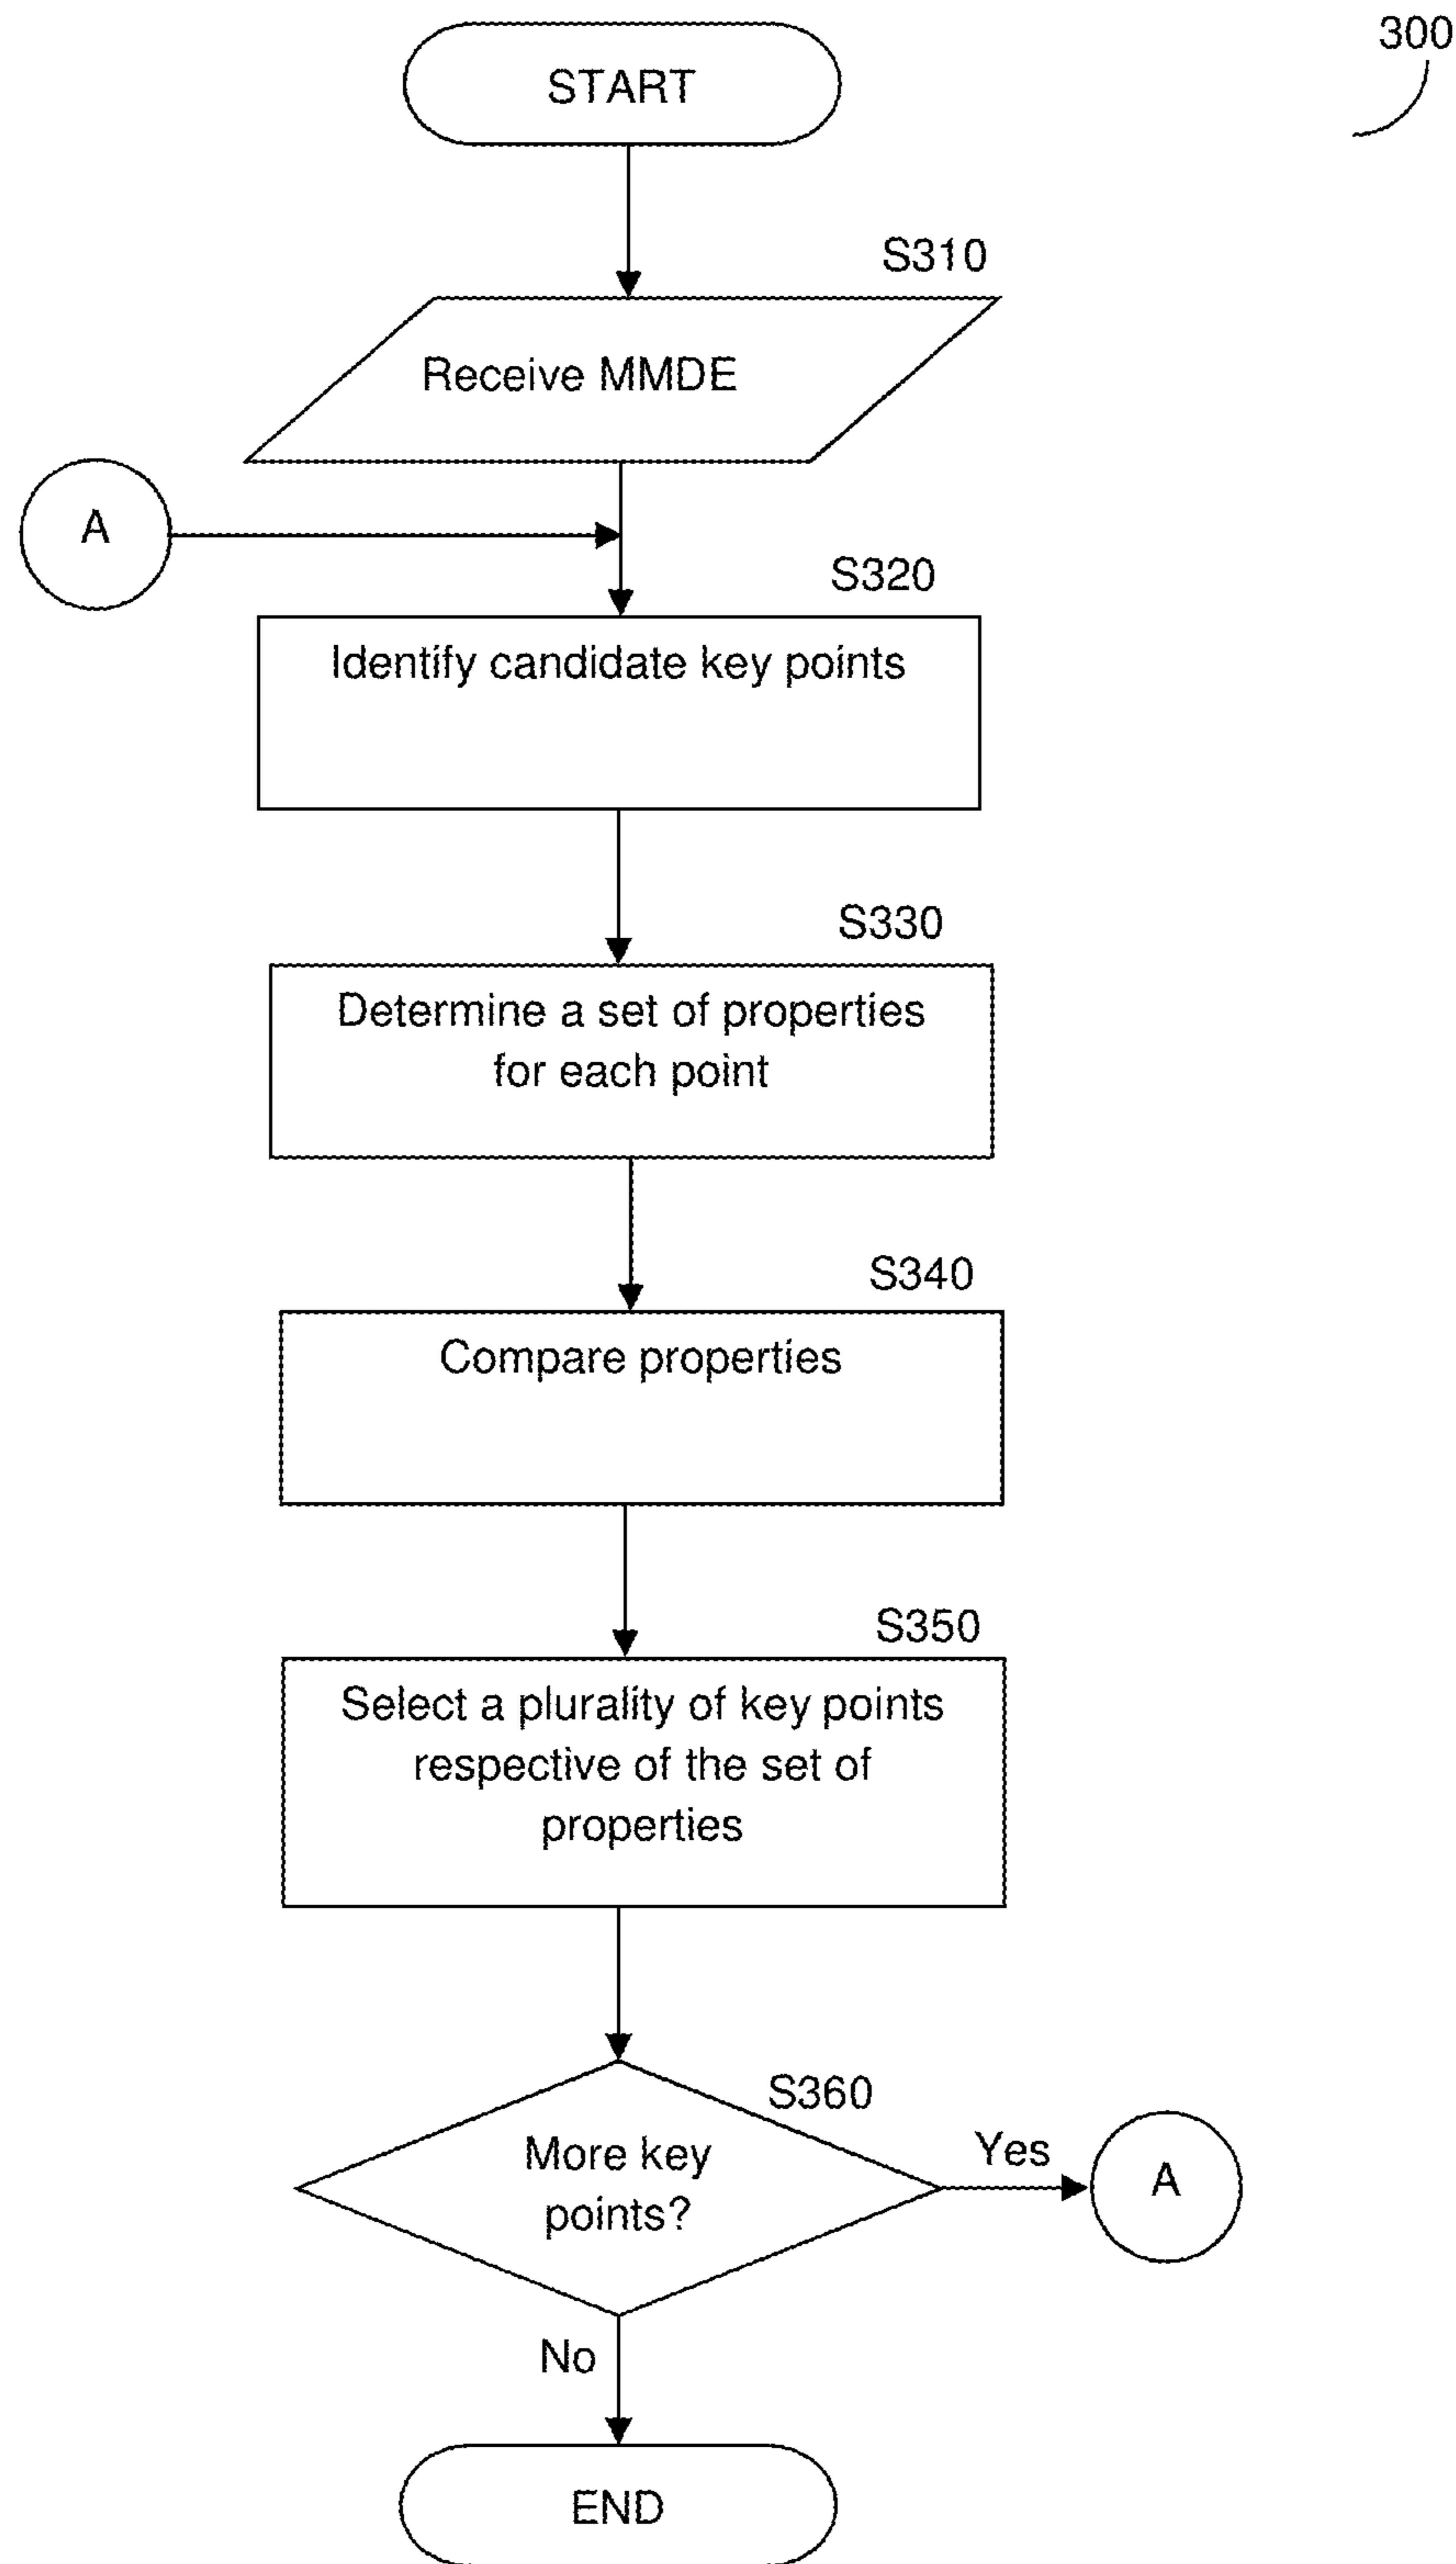 300
START
S310
Receive MMDE
A
S320
Identify candidate key points
S330
Determine a set of properties
for each point
S340
Compare properties
S350
Select a plurality of key points
respective of the set of
properties
S360
More key
points?
Yes
A
No
END